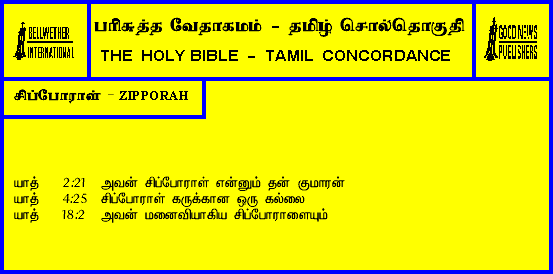 BELLWETHER
INTERNATIONAL
பரிசுத்த வேதாகமம் - தமிழ் சொல்தொகுதி
THE HOLY BIBLE - TAMIL CONCORDANCE
GOOD NEWS
PUBLISHERS
சிப்போராள் - ZIPPORAH
யாத் 2:21 அவன் சிப்போராள் என்னும் தன் குமாரன்
யாத் 4:25 சிப்போராள் கருக்கான ஒரு கல்லை
யாத் 18:2 அவன் மனைவியாகிய சிப்போராளையும்